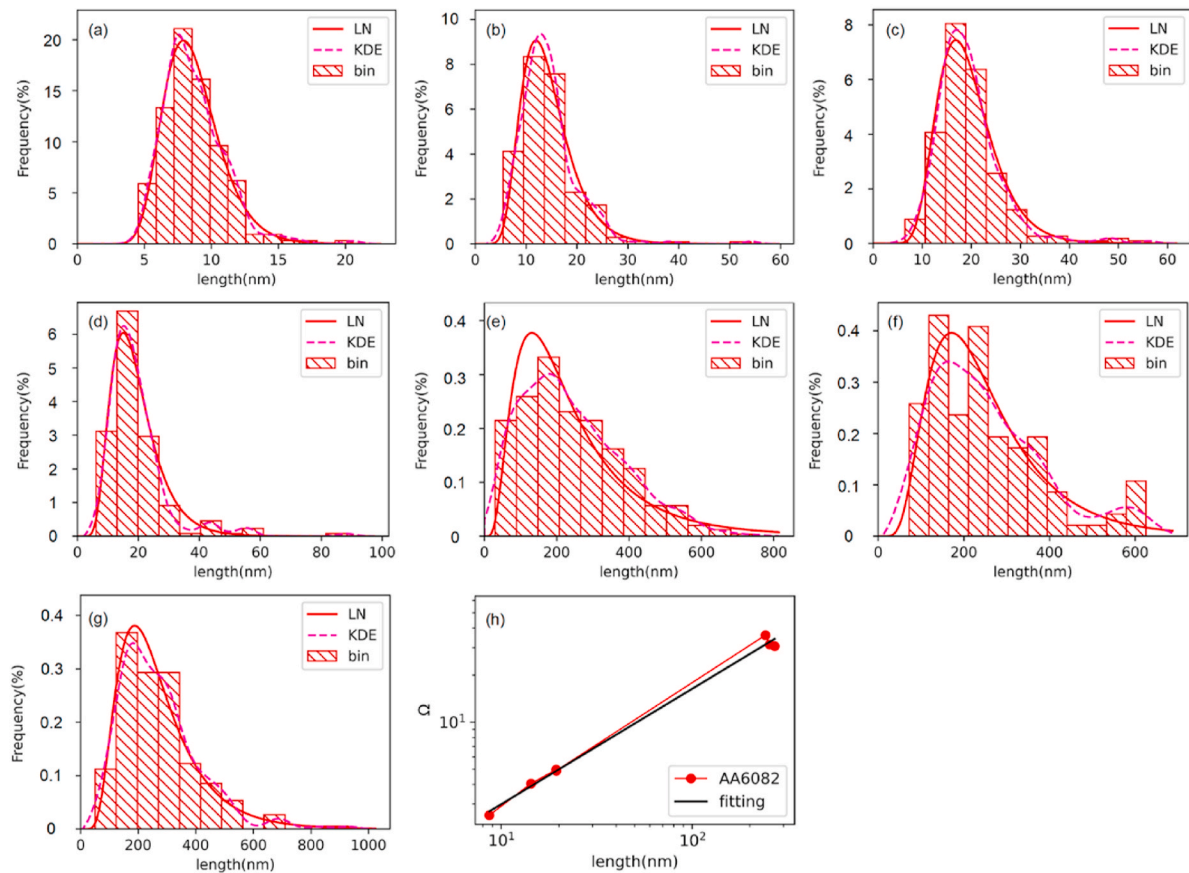 (a)
LN
KDE
bin
Frequency(%)
20
15
10
5
0
0 5 10 15 20
length(nm)
(b)
LN
KDE
bin
Frequency(%)
10
8
6
4
2
0
0 10 20 30 40 50 60
length(nm)
(c)
LN
KDE
bin
Frequency(%)
8
6
4
2
0
0 10 20 30 40 50 60
length(nm)
(d)
LN
KDE
bin
Frequency(%)
6
5
4
3
2
1
0
0 20 40 60 80 100
length(nm)
(e)
LN
KDE
bin
Frequency(%)
0.4
0.3
0.2
0.1
0
0 200 400 600 800
length(nm)
(f)
LN
KDE
bin
Frequency(%)
0.4
0.3
0.2
0.1
0
0 200 400 600
length(nm)
(g)
LN
KDE
bin
Frequency(%)
0.4
0.3
0.2
0.1
0
0 200 400 600 800 1000
length(nm)
(h)
Ω
10¹
AA6082
fitting
10¹ 10²
length(nm)